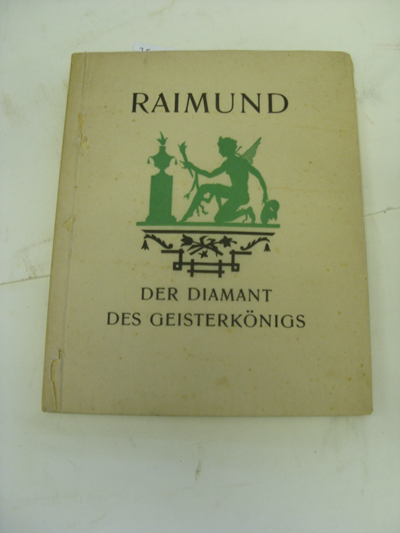 RAIMUND
DER DIAMANT
DES GEISTERKÖNIGS